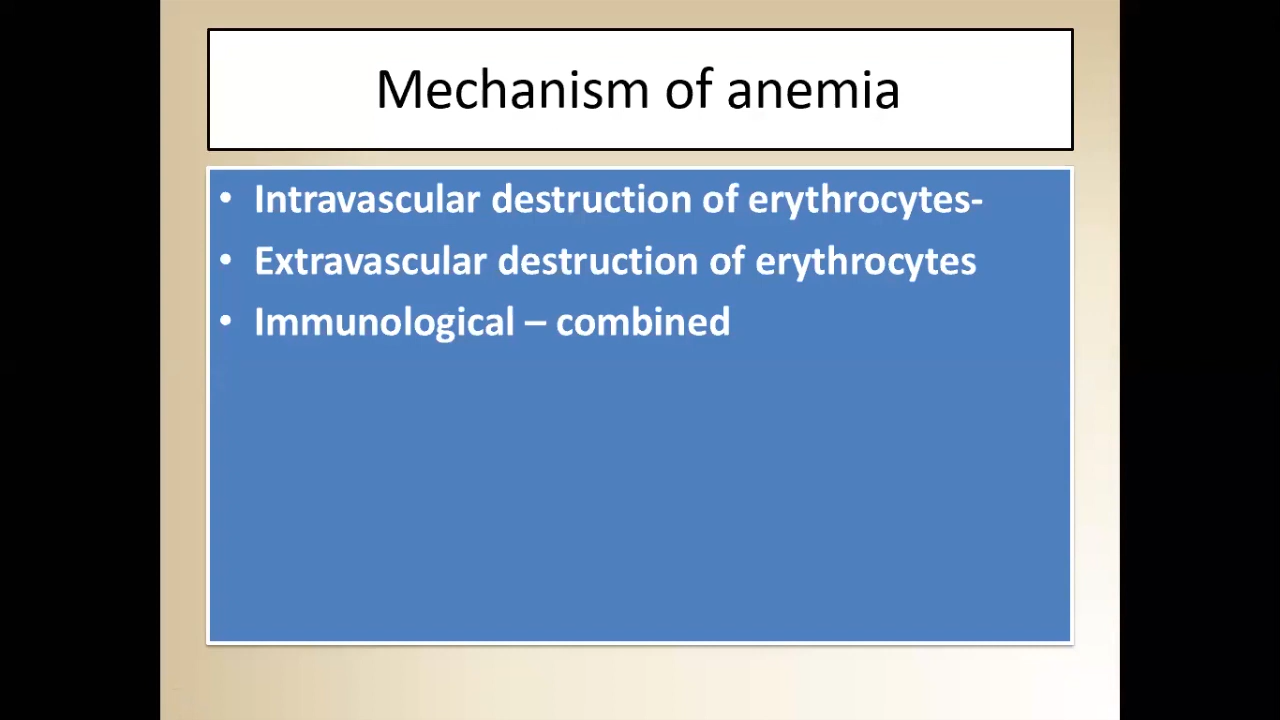 Mechanism of anemia
• Intravascular destruction of erythrocytes-
• Extravascular destruction of erythrocytes
• Immunological – combined